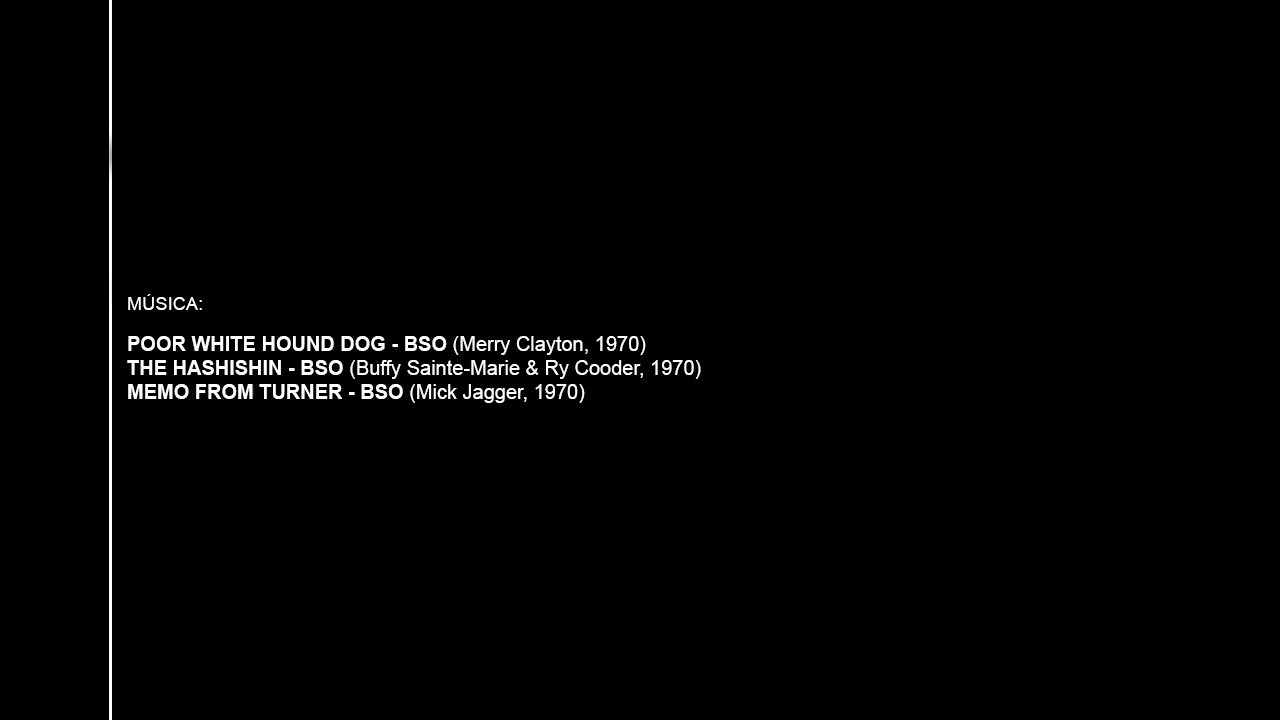 MÚSICA:
POOR WHITE HOUND DOG - BSO (Merry Clayton, 1970)
THE HASHISHIN - BSO (Buffy Sainte-Marie & Ry Cooder, 1970)
MEMO FROM TURNER - BSO (Mick Jagger, 1970)